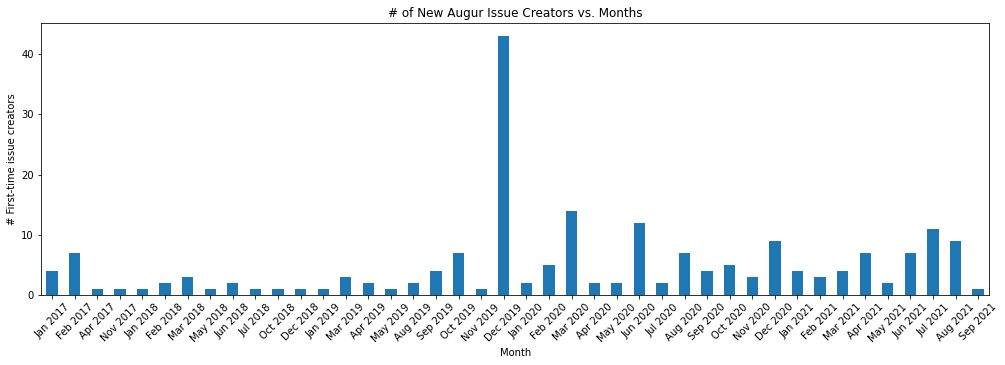 # of New Augur Issue Creators vs. Months
# First-time issue creators
40
30
20
10
0
Jan 2017
Feb 2017
Apr 2017
Nov 2017
Jan 2018
Feb 2018
Mar 2018
May 2018
Jun 2018
Jul 2018
Oct 2018
Dec 2018
Jan 2019
Mar 2019
Apr 2019
May 2019
Aug 2019
Sep 2019
Oct 2019
Nov 2019
Dec 2019
Jan 2020
Feb 2020
Mar 2020
Apr 2020
May 2020
Jun 2020
Jul 2020
Aug 2020
Sep 2020
Oct 2020
Nov 2020
Dec 2020
Jan 2021
Feb 2021
Mar 2021
Apr 2021
May 2021
Jun 2021
Jul 2021
Aug 2021
Sep 2021
Month